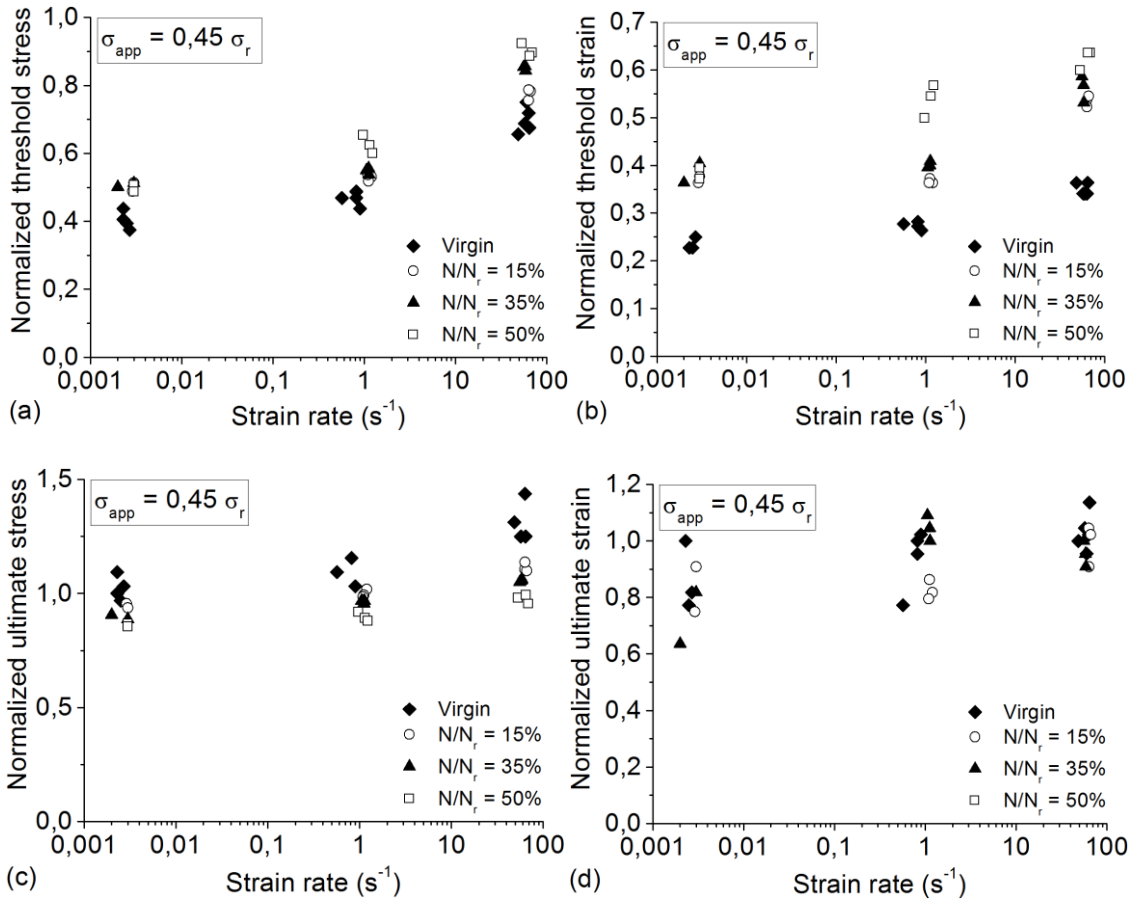 σapp = 0,45 σr
Normalized threshold stress
1,0
0,8
0,6
0,4
0,2
0,0
0,001 0,01 0,1 1 10 100
Strain rate (s-1)
Virgin
N/Nr = 15%
N/Nr = 35%
N/Nr = 50%
(a)
σapp = 0,45 σr
Normalized threshold strain
0,7
0,6
0,5
0,4
0,3
0,2
0,1
0,0
0,001 0,01 0,1 1 10 100
Strain rate (s-1)
Virgin
N/Nr = 15%
N/Nr = 35%
N/Nr = 50%
(b)
σapp = 0,45 σr
Normalized ultimate stress
1,5
1,0
0,5
0,0
0,001 0,01 0,1 1 10 100
Strain rate (s-1)
Virgin
N/Nr = 15%
N/Nr = 35%
N/Nr = 50%
(c)
σapp = 0,45 σr
Normalized ultimate strain
1,2
1,0
0,8
0,6
0,4
0,2
0,0
0,001 0,01 0,1 1 10 100
Strain rate (s-1)
Virgin
N/Nr = 15%
N/Nr = 35%
N/Nr = 50%
(d)